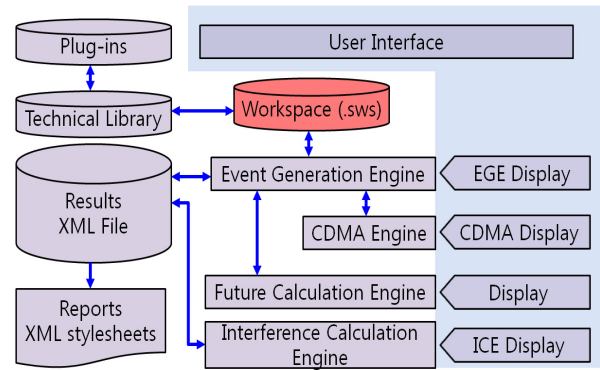 Plug-ins
User Interface
Technical Library
Workspace (.sws)
Results
XML File
Event Generation Engine
EGE Display
CDMA Engine
CDMA Display
Future Calculation Engine
Display
Reports
XML stylesheets
Interference Calculation
Engine
ICE Display